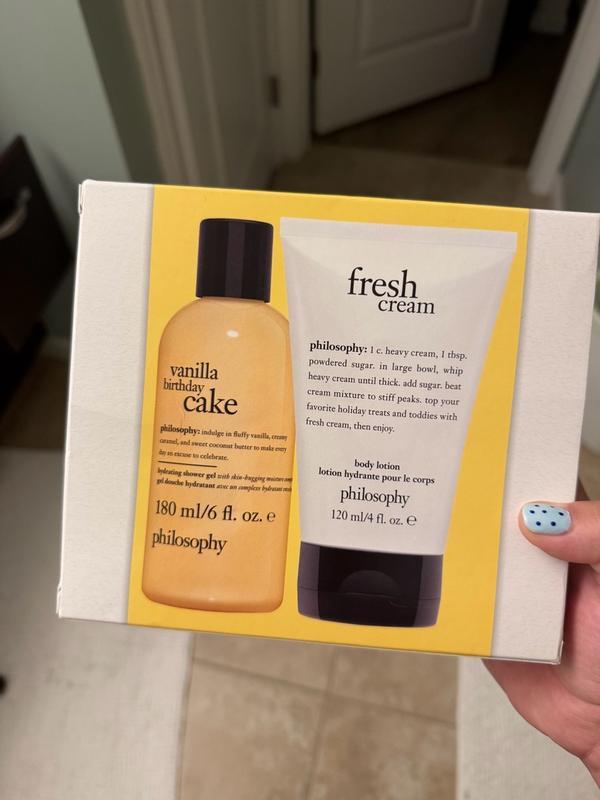 vanilla
birthday
cake
philosophy: indulge in fluffy vanilla, creamy
caramel, and sweet coconut butter to make every
day an excuse to celebrate.
hydrating shower gel with skin-hugging moisture
gel douche hydratant avec un complexe hydratant
180 ml/6 fl. oz. ℮
philosophy
fresh
cream
philosophy: 1 c. heavy cream, 1 tbsp.
powdered sugar. in large bowl, whip
heavy cream until thick. add sugar. beat
cream mixture to stiff peaks. top your
favorite holiday treats and toddies with
fresh cream, then enjoy.
body lotion
lotion hydrante pour le corps
philosophy
120 ml/4 fl. oz. ℮